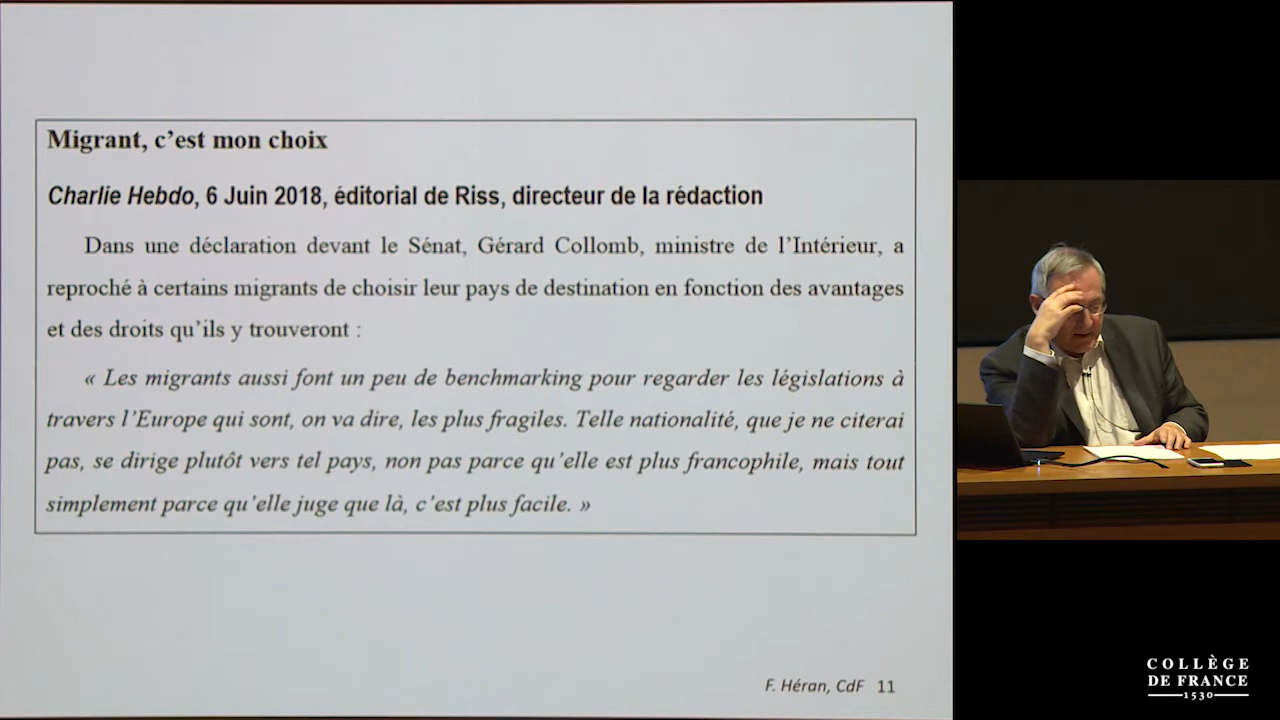 Migrant, c’est mon choix
Charlie Hebdo, 6 Juin 2018, éditorial de Riss, directeur de la rédaction
Dans une déclaration devant le Sénat, Gérard Collomb, ministre de l’Intérieur, a
reproché à certains migrants de choisir leur pays de destination en fonction des avantages
et des droits qu’ils y trouveront :
« Les migrants aussi font un peu de benchmarking pour regarder les législations à
travers l’Europe qui sont, on va dire, les plus fragiles. Telle nationalité, que je ne citerai
pas, se dirige plutôt vers tel pays, non pas parce qu’elle est plus francophile, mais tout
simplement parce qu’elle juge que là, c’est plus facile. »
F. Héran, CdF 11
COLLÈGE
DE FRANCE
1530